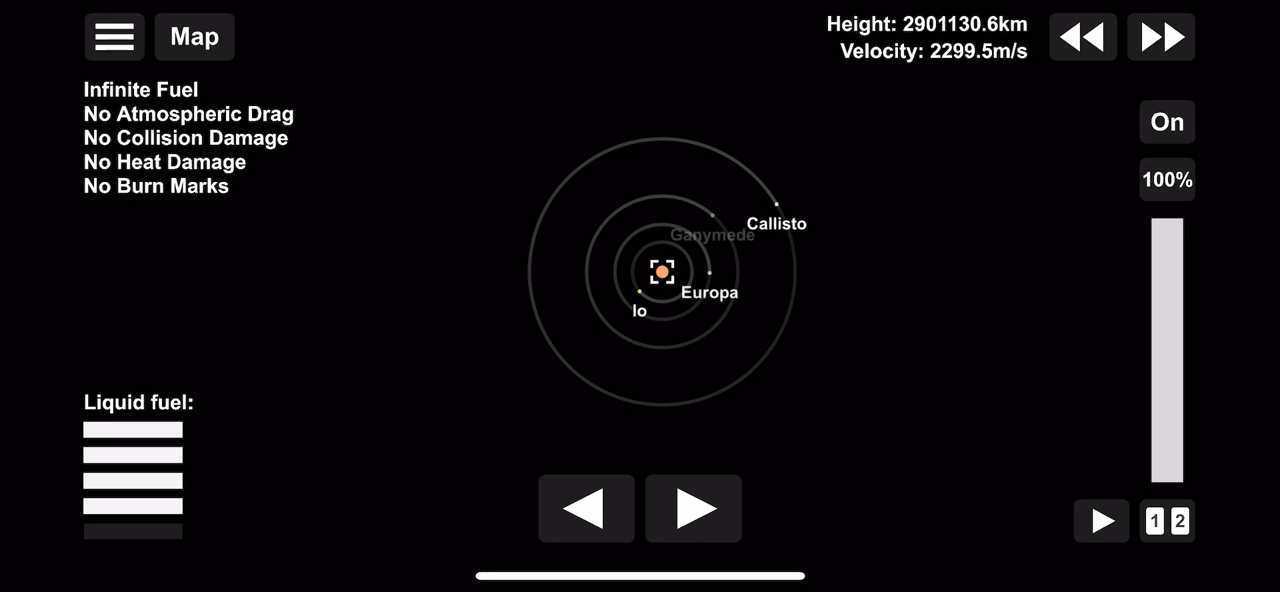 Map
Height: 2901130.6km
Velocity: 2299.5m/s
Infinite Fuel
No Atmospheric Drag
No Collision Damage
No Heat Damage
No Burn Marks
On
100%
Callisto
Ganymede
Europa
Io
Liquid fuel:
1 2